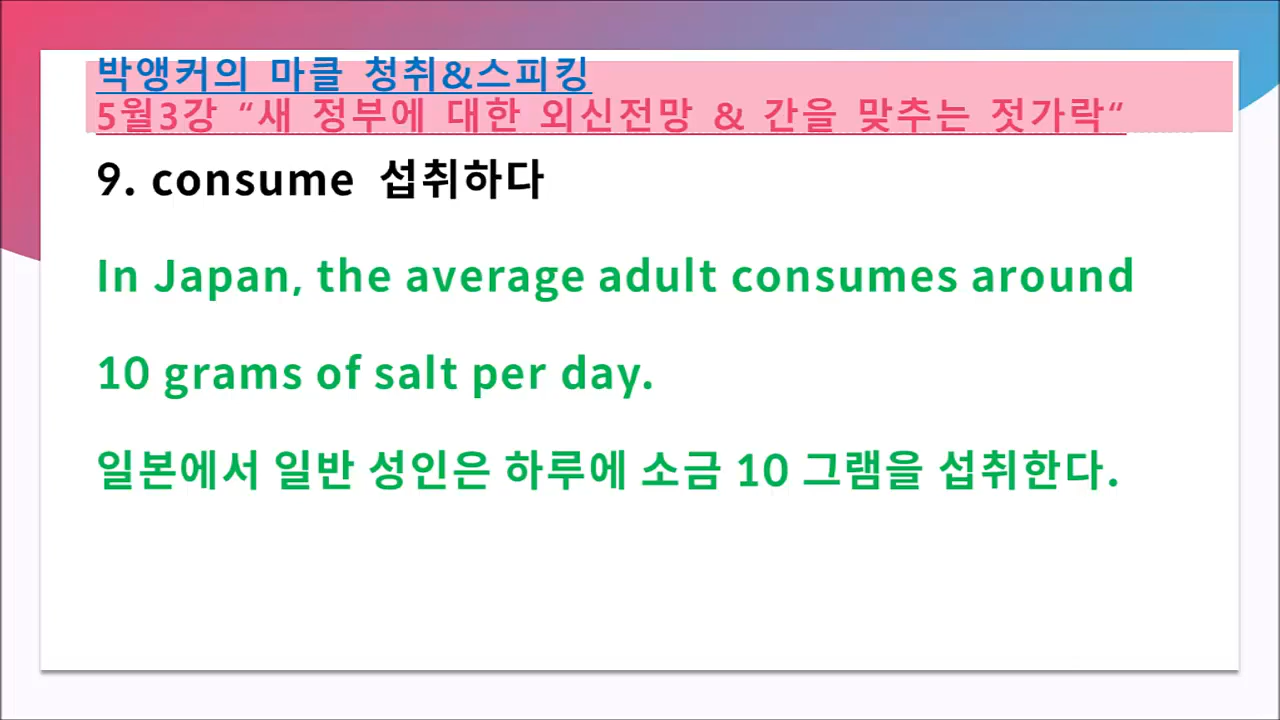 박앵커의 마클 청취&스피킹
5월3강 “새 정부에 대한 외신전망 & 간을 맞추는 젓가락“
9. consume 섭취하다
In Japan, the average adult consumes around
10 grams of salt per day.
일본에서 일반 성인은 하루에 소금 10 그램을 섭취한다.